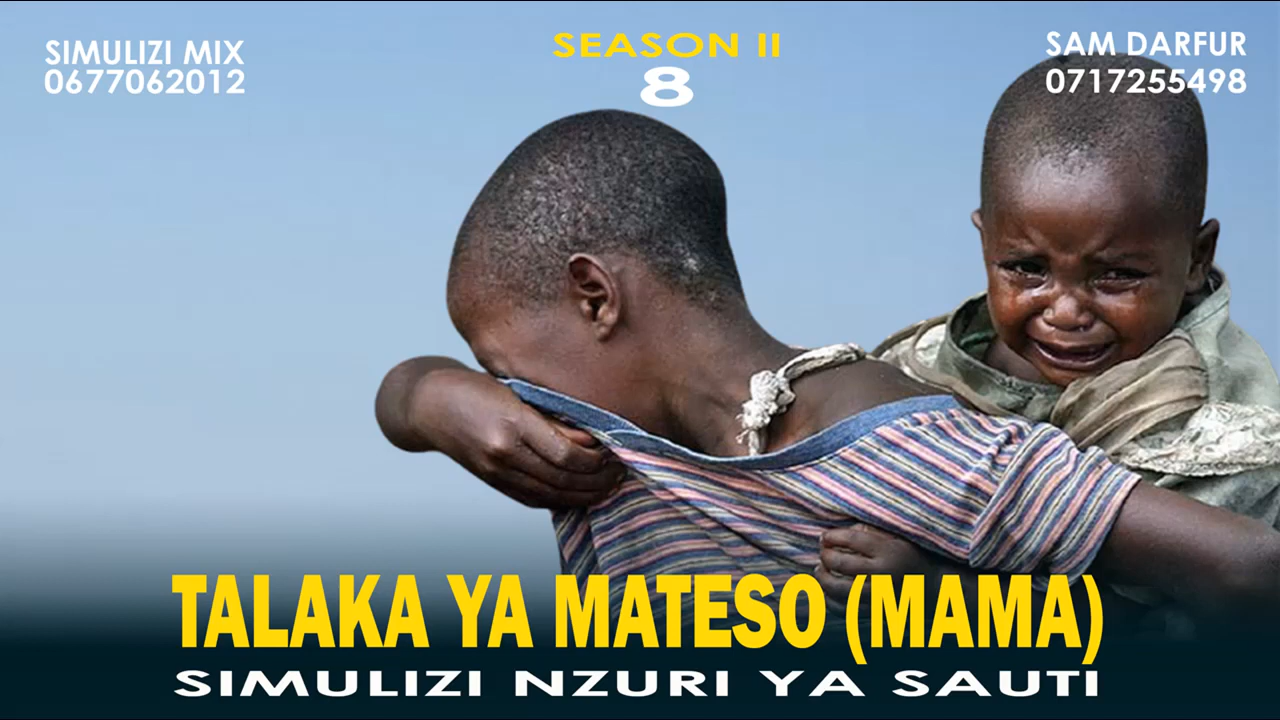 SIMULIZI MIX
0677062012
SEASON II
8
SAM DARFUR
0717255498
TALAKA YA MATESO (MAMA)
SIMULIZI NZURI YA SAUTI